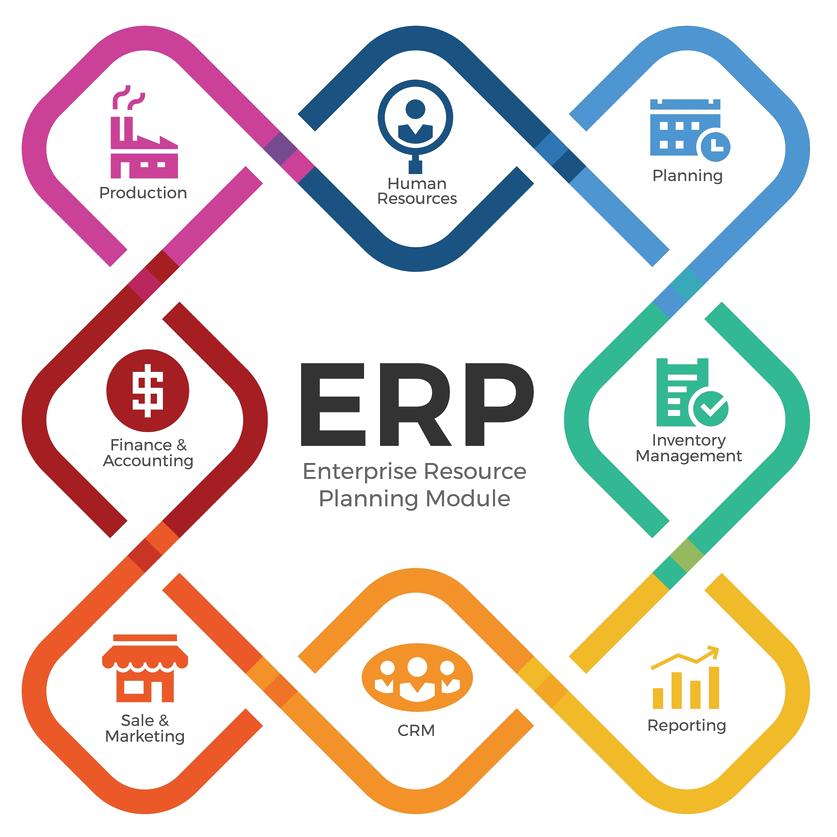 Production
Human
Resources
Planning
Finance &
Accounting
ERP
Enterprise Resource
Planning Module
Inventory
Management
Sale &
Marketing
CRM
Reporting